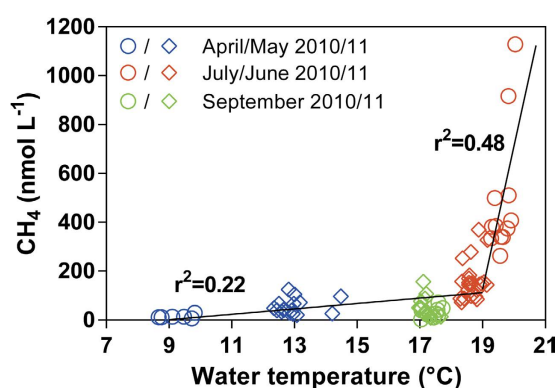 1200
1000
800
600
400
200
0
CH₄ (nmol L⁻¹)
/ April/May 2010/11
/ July/June 2010/11
/ September 2010/11
r²=0.48
r²=0.22
7 9 11 13 15 17 19 21
Water temperature (°C)